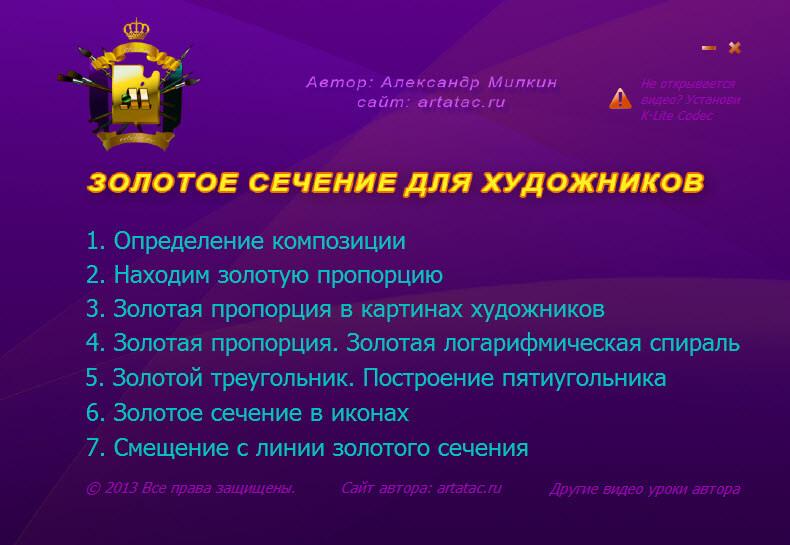 Автор: Александр Милкин
сайт: artatac.ru
Не открывается
видео? Установи
K-Lite Codec
ЗОЛОТОЕ СЕЧЕНИЕ ДЛЯ ХУДОЖНИКОВ
1. Определение композиции
2. Находим золотую пропорцию
3. Золотая пропорция в картинах художников
4. Золотая пропорция. Золотая логарифмическая спираль
5. Золотой треугольник. Построение пятиугольника
6. Золотое сечение в иконах
7. Смещение с линии золотого сечения
© 2013 Все права защищены. Сайт автора: artatac.ru Другие видео уроки автора